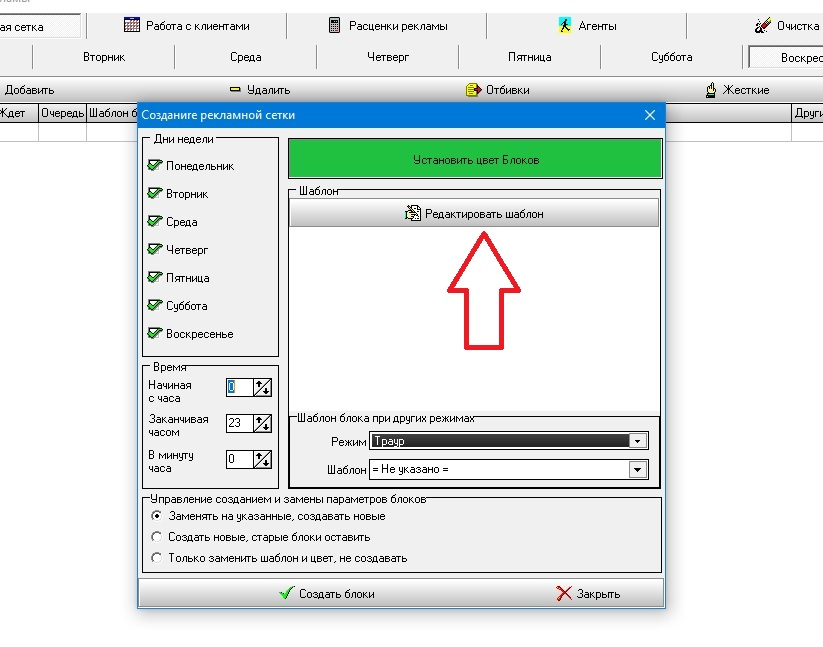 ая сетка
Работа с клиентами
Расценки рекламы
Агенты
Очистка
Вторник
Среда
Четверг
Пятница
Суббота
Воскрес
Добавить
Удалить
Отбивки
Жесткие
Ждет
Очередь
Шаблон б
Други
Создание рекламной сетки
Дни недели
Понедельник
Вторник
Среда
Четверг
Пятница
Суббота
Воскресенье
Установить цвет Блоков
Шаблон
Редактировать шаблон
Время
Начиная
с часа
0
Заканчивая
часом
23
В минуту
часа
0
Шаблон блока при других режимах
Режим
Траур
Шаблон
= Не указано =
Управление созданием и замены параметров блоков
Заменять на указанные, создавать новые
Создать новые, старые блоки оставить
Только заменить шаблон и цвет, не создавать
Создать блоки
Закрыть